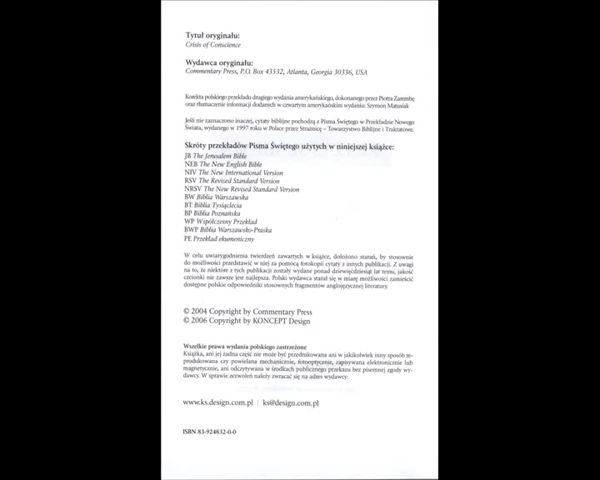 Tytuł oryginału:
Crisis of Conscience
Wydawca oryginału:
Commentary Press, P.O. Box 43532, Atlanta, Georgia 30336, USA
Korekta polskiego przekładu drugiego wydania amerykańskiego, dokonanego przez Piotra Zarembę
oraz tłumaczenie informacji dodanych w czwartym amerykańskim wydaniu: Szymon Matusiak
Jeśli nie zaznaczono inaczej, cytaty biblijne pochodzą z Pisma Świętego w Przekładzie Nowego
Świata, wydanego w 1997 roku w Polsce przez Strażnicę – Towarzystwo Biblijne i Traktatowe.
Skróty przekładów Pisma Świętego użytych w niniejszej książce:
JB The Jerusalem Bible
NEB The New English Bible
NIV The New International Version
RSV The Revised Standard Version
NRSV The New Revised Standard Version
BW Biblia Warszawska
BT Biblia Tysiąclecia
BP Biblia Poznańska
WP Współczesny Przekład
BWP Biblia Warszawsko-Praska
PE Przekład ekumeniczny
W celu uwiarygodnienia twierdzeń zawartych w książce, dołożono starań, by stosownie
do możliwości przedstawić w niej za pomocą fotokopii cytaty z innych publikacji. Z uwagi
na to, że niektóre z tych publikacji zostały wydane ponad dziewięćdziesiąt lat temu, jakość
czcionki nie zawsze jest najlepsza. Polski wydawca starał się w miarę możliwości zamieścić
dostępne polskie odpowiedniki stosownych fragmentów anglojęzycznej literatury.
© 2004 Copyright by Commentary Press
© 2006 Copyright by KONCEPT Design
Wszelkie prawa wydania polskiego zastrzeżone
Książka, ani jej żadna część nie może być przedrukowana ani w jakikolwiek inny sposób re-
produkowana czy powielana mechanicznie, fotooptycznie, zapisywana elektronicznie lub
magnetycznie, ani odczytywana w środkach publicznego przekazu bez pisemnej zgody wy-
dawcy. W sprawie zezwoleń należy zwracać się na adres wydawcy:
www.ks.design.com.pl | ks@design.com.pl
ISBN 83-924832-0-0